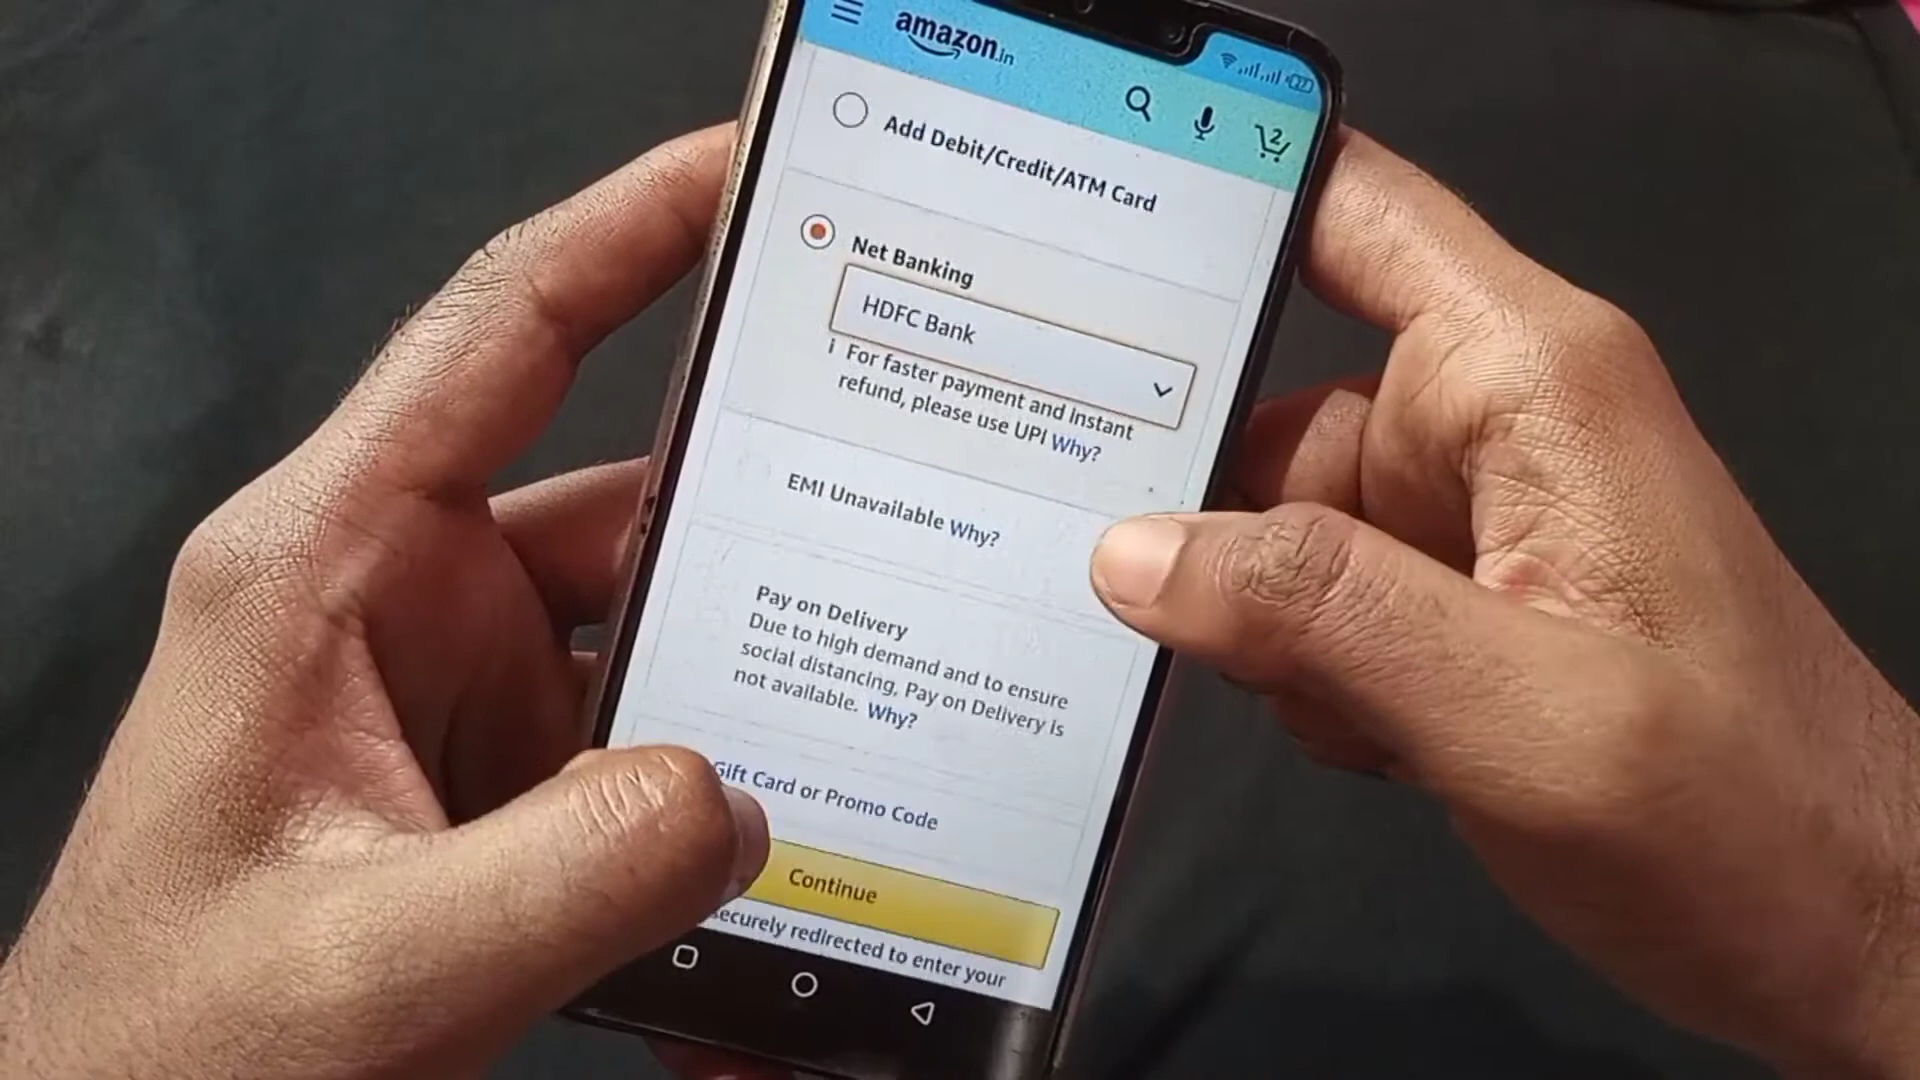 amazon.in
2
Add Debit/Credit/ATM Card
Net Banking
HDFC Bank
i For faster payment and instant
refund, please use UPI Why?
EMI Unavailable Why?
Pay on Delivery
Due to high demand and to ensure
social distancing, Pay on Delivery is
not available. Why?
Gift Card or Promo Code
Continue
securely redirected to enter your